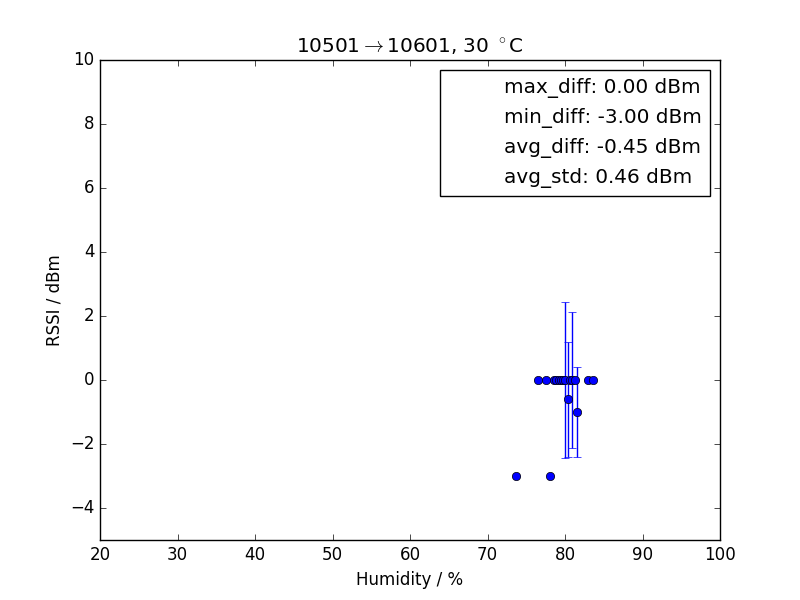 10501→10601, 30 °C
max_diff: 0.00 dBm
min_diff: -3.00 dBm
avg_diff: -0.45 dBm
avg_std: 0.46 dBm
RSSI / dBm
10
8
6
4
2
0
−2
−4
20 30 40 50 60 70 80 90 100
Humidity / %